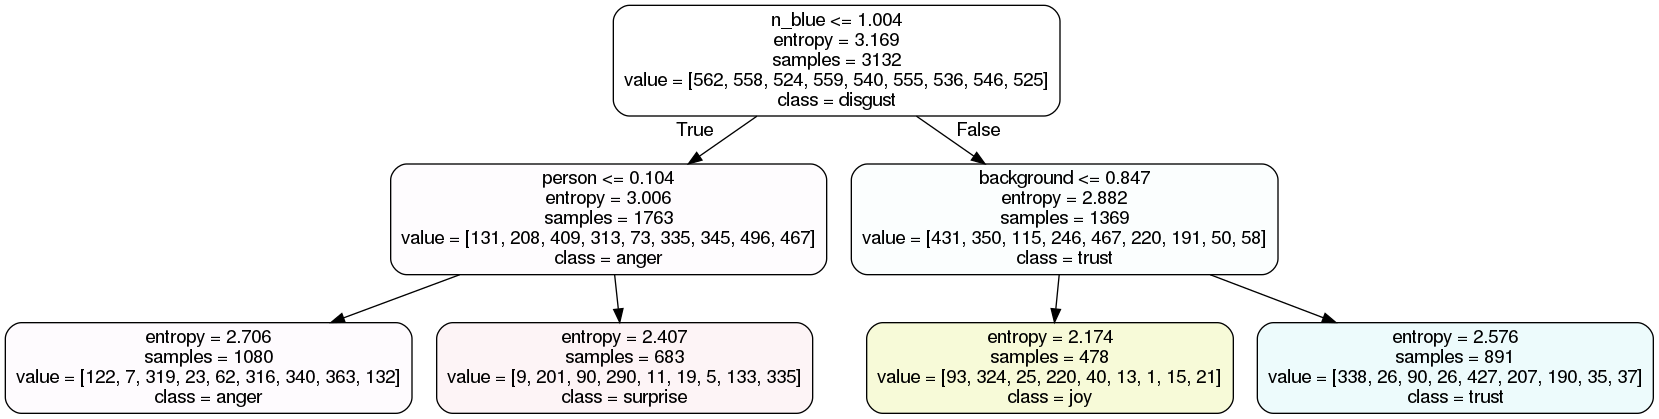 n_blue <= 1.004
entropy = 3.169
samples = 3132
value = [562, 558, 524, 559, 540, 555, 536, 546, 525]
class = disgust
True
False
person <= 0.104
entropy = 3.006
samples = 1763
value = [131, 208, 409, 313, 73, 335, 345, 496, 467]
class = anger
background <= 0.847
entropy = 2.882
samples = 1369
value = [431, 350, 115, 246, 467, 220, 191, 50, 58]
class = trust
entropy = 2.706
samples = 1080
value = [122, 7, 319, 23, 62, 316, 340, 363, 132]
class = anger
entropy = 2.407
samples = 683
value = [9, 201, 90, 290, 11, 19, 5, 133, 335]
class = surprise
entropy = 2.174
samples = 478
value = [93, 324, 25, 220, 40, 13, 1, 15, 21]
class = joy
entropy = 2.576
samples = 891
value = [338, 26, 90, 26, 427, 207, 190, 35, 37]
class = trust